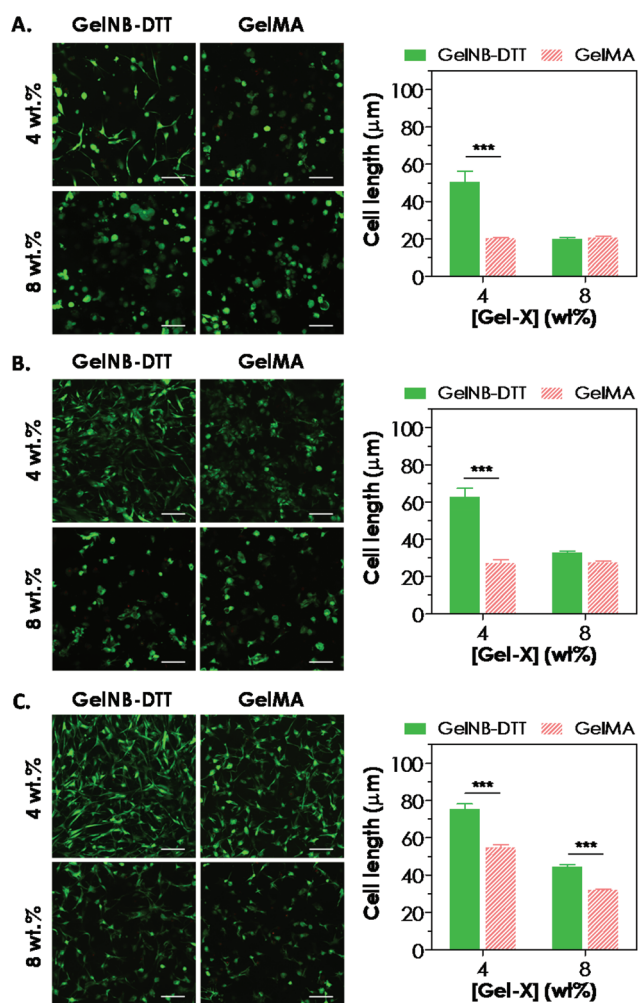 A.
GelNB-DTT GelMA
4 wt.%
8 wt.%
GelNB-DTT GelMA
Cell length (μm)
100
80
60
40
20
0
***
4 8
[Gel-X] (wt%)
B.
GelNB-DTT GelMA
4 wt.%
8 wt.%
GelNB-DTT GelMA
Cell length (μm)
100
80
60
40
20
0
***
4 8
[Gel-X] (wt%)
C.
GelNB-DTT GelMA
4 wt.%
8 wt.%
GelNB-DTT GelMA
Cell length (μm)
100
80
60
40
20
0
***
***
4 8
[Gel-X] (wt%)